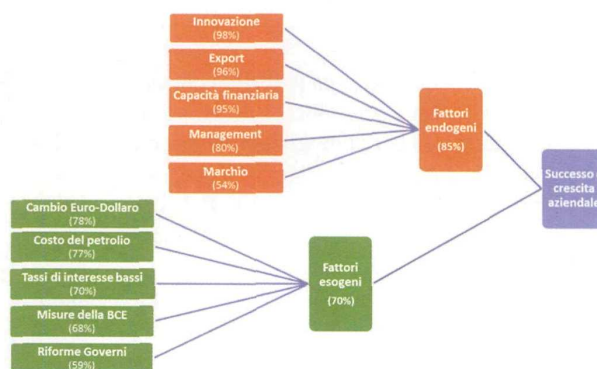 Innovazione
(98%)
Export
(96%)
Capacità finanziaria
(95%)
Management
(80%)
Marchio
(54%)
Fattori
endogeni
(85%)
Successo
crescita
aziendale
Cambio Euro-Dollaro
(78%)
Costo del petrolio
(77%)
Tassi di interesse bassi
(70%)
Misure della BCE
(68%)
Riforme Governi
(59%)
Fattori
esogeni
(70%)